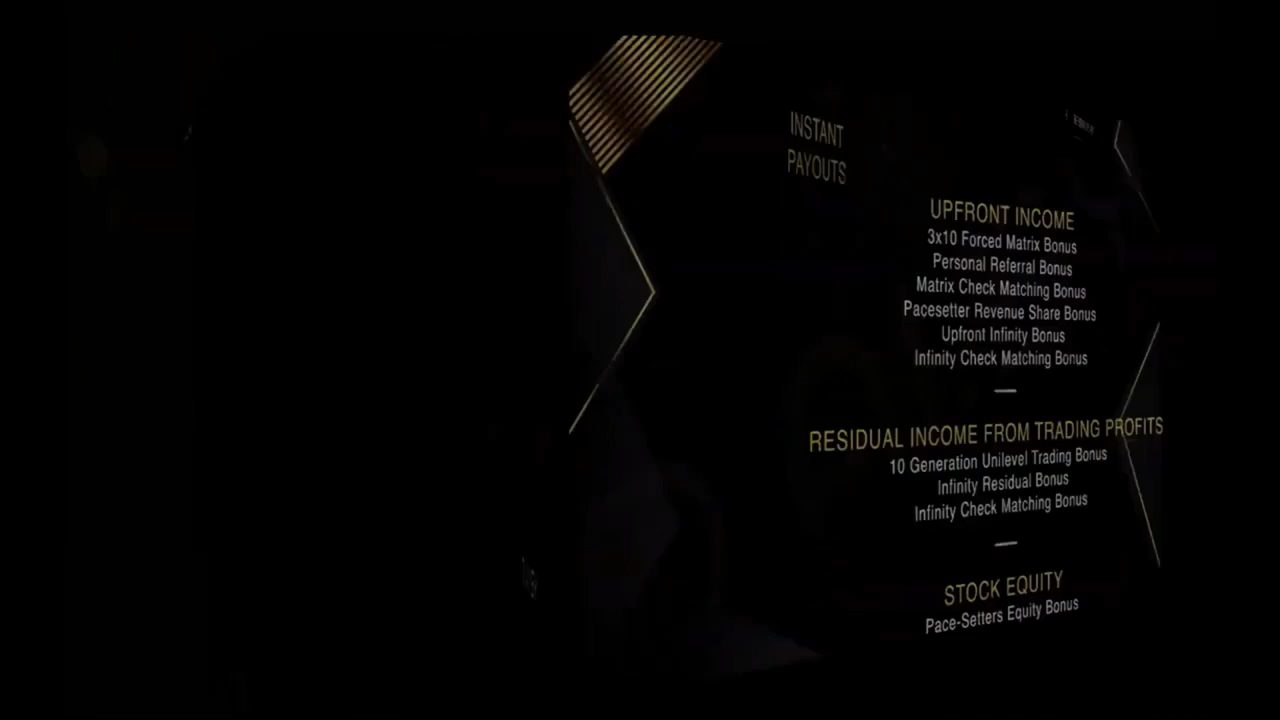 INSTANT
PAYOUTS
UPFRONT INCOME
3x10 Forced Matrix Bonus
Personal Referral Bonus
Matrix Check Matching Bonus
Pacesetter Revenue Share Bonus
Upfront Infinity Bonus
Infinity Check Matching Bonus
RESIDUAL INCOME FROM TRADING PROFITS
10 Generation Unilevel Trading Bonus
Infinity Residual Bonus
Infinity Check Matching Bonus
STOCK EQUITY
Pace-Setters Equity Bonus